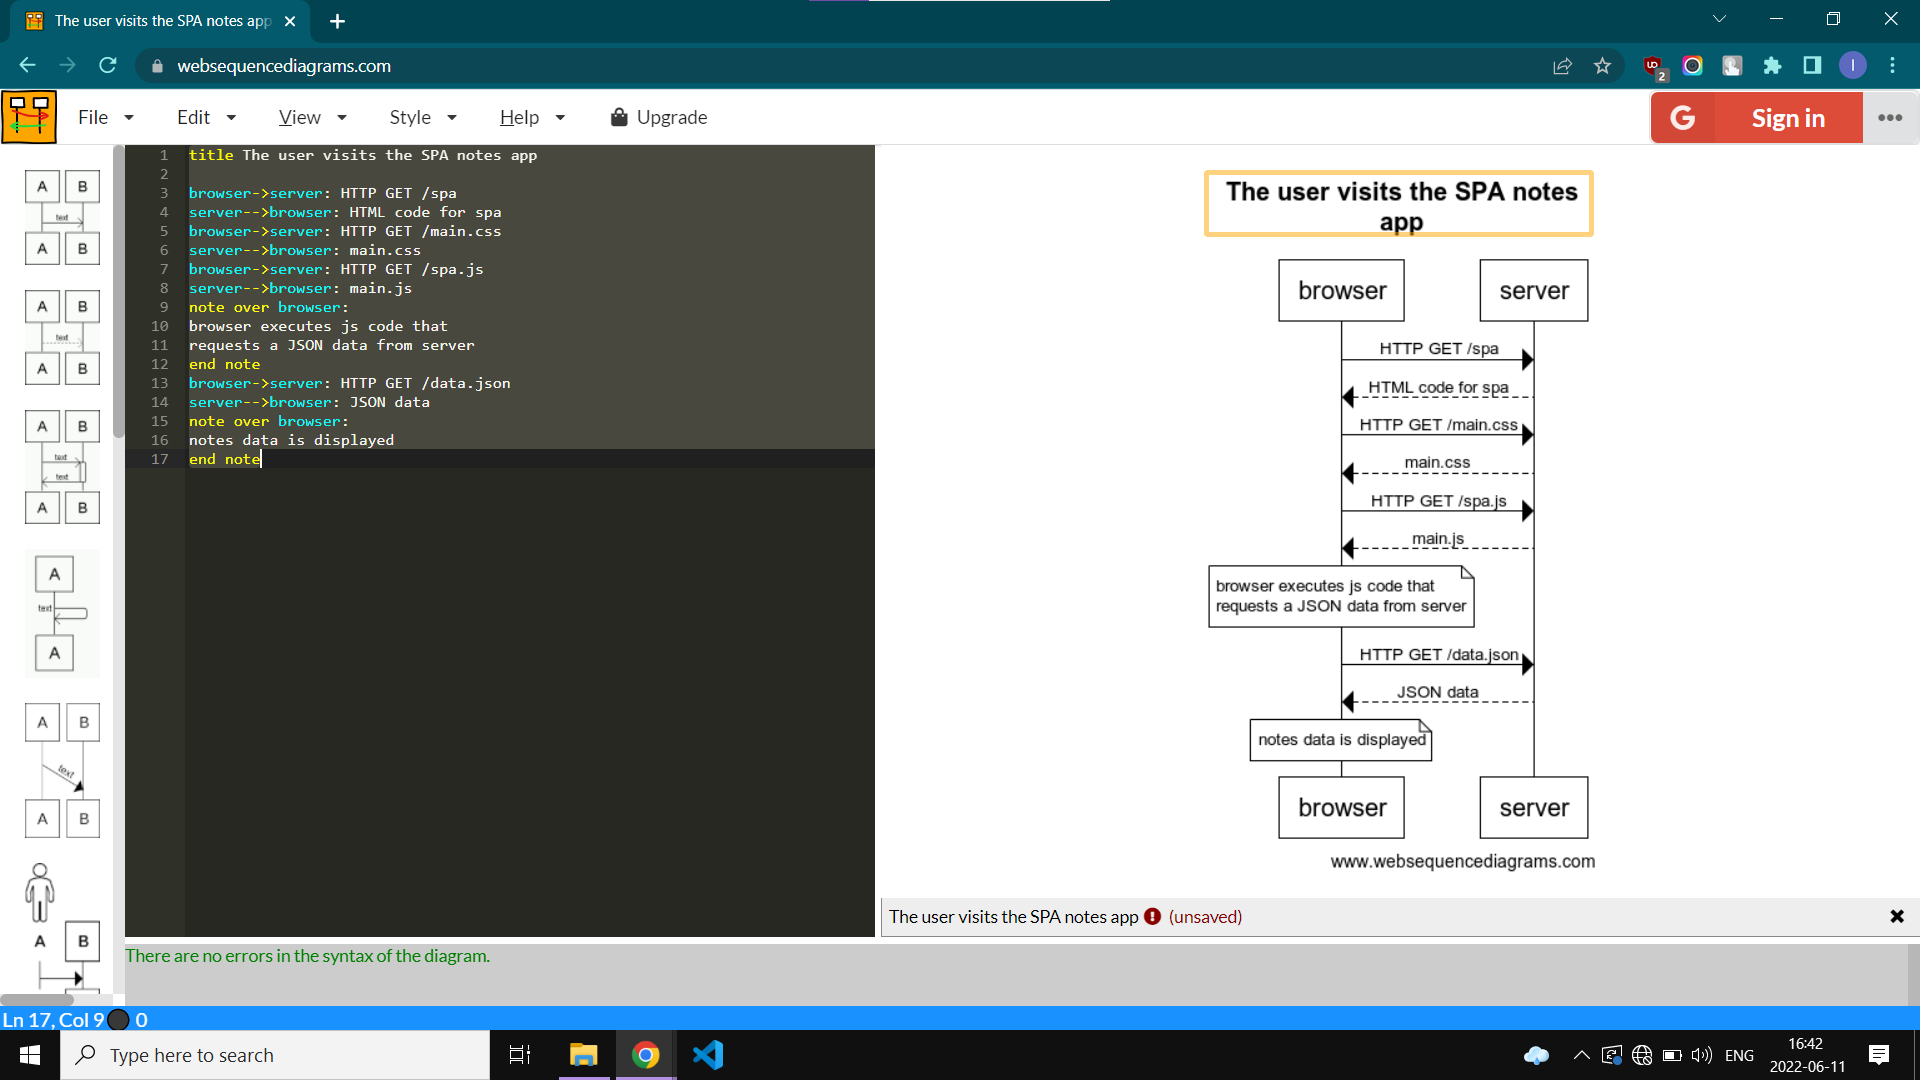 The user visits the SPA notes app
websequencediagrams.com
2
I
File
Edit
View
Style
Help
Upgrade
G
Sign in
A B
text
A B
A B
text
A B
A B
text
text
A B
A
text
A
A B
text
A B
A B
1 title The user visits the SPA notes app
2
3 browser->server: HTTP GET /spa
4 server-->browser: HTML code for spa
5 browser->server: HTTP GET /main.css
6 server-->browser: main.css
7 browser->server: HTTP GET /spa.js
8 server-->browser: main.js
9 note over browser:
10 browser executes js code that
11 requests a JSON data from server
12 end note
13 browser->server: HTTP GET /data.json
14 server-->browser: JSON data
15 note over browser:
16 notes data is displayed
17 end note
The user visits the SPA notes
app
browser server
HTTP GET /spa
HTML code for spa
HTTP GET /main.css
main.css
HTTP GET /spa.js
main.js
browser executes js code that
requests a JSON data from server
HTTP GET /data.json
JSON data
notes data is displayed
browser server
www.websequencediagrams.com
The user visits the SPA notes app (unsaved)
There are no errors in the syntax of the diagram.
Ln 17, Col 9 0
Type here to search
ENG
16:42
2022-06-11